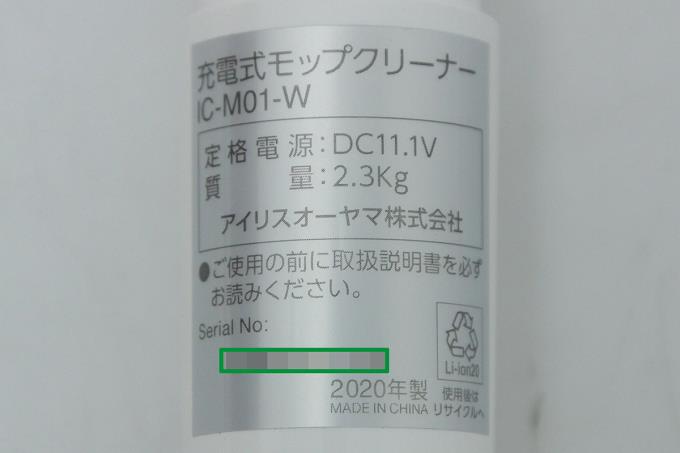 充電式モップクリーナー
IC-M01-W
定格電源:DC11.1V
質量:2.3Kg
アイリスオーヤマ株式会社
●ご使用の前に取扱説明書を必ず
お読みください。
Serial No:
Li-ion20
2020年製
MADE IN CHINA
使用後は
リサイクルへ